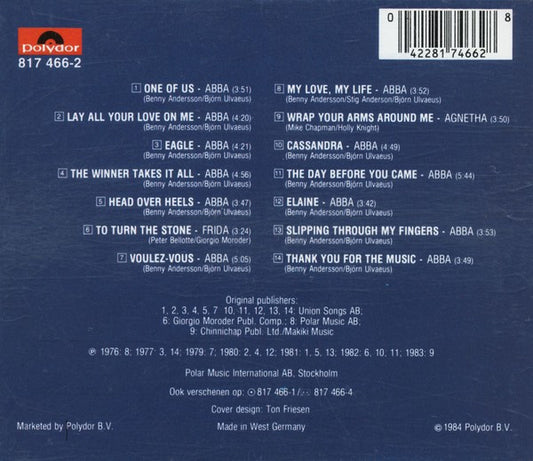 polydor
817 466-2
0 42281 74662 8
1 ONE OF US - ABBA (3:51)
(Benny Andersson/Björn Ulvaeus)
2 LAY ALL YOUR LOVE ON ME - ABBA (4:20)
(Benny Andersson/Björn Ulvaeus)
3 EAGLE - ABBA (4:21)
(Benny Andersson/Björn Ulvaeus)
4 THE WINNER TAKES IT ALL - ABBA (4:56)
(Benny Andersson/Björn Ulvaeus)
5 HEAD OVER HEELS - ABBA (3:47)
(Benny Andersson/Björn Ulvaeus)
6 TO TURN THE STONE - FRIDA (3:24)
(Peter Bellotte/Giorgio Moroder)
7 VOULEZ-VOUS - ABBA (5:05)
(Benny Andersson/Björn Ulvaeus)
8 MY LOVE, MY LIFE - ABBA (3:52)
(Benny Andersson/Stig Anderson/Björn Ulvaeus)
9 WRAP YOUR ARMS AROUND ME - AGNETHA (3:50)
(Mike Chapman/Holly Knight)
10 CASSANDRA - ABBA (4:49)
(Benny Andersson/Björn Ulvaeus)
11 THE DAY BEFORE YOU CAME - ABBA (5:44)
(Benny Andersson/Björn Ulvaeus)
12 ELAINE - ABBA (3:42)
(Benny Andersson/Björn Ulvaeus)
13 SLIPPING THROUGH MY FINGERS - ABBA (3:53)
(Benny Andersson/Björn Ulvaeus)
14 THANK YOU FOR THE MUSIC - ABBA (3:49)
(Benny Andersson/Björn Ulvaeus)
Original publishers:
1, 2, 3, 4, 5, 7 10, 11, 12, 13, 14: Union Songs AB;
6: Giorgio Moroder Publ. Comp.; 8: Polar Music AB;
9: Chinnichap Publ. Ltd./Makiki Music
℗ 1976: 8; 1977: 3, 14; 1979: 7; 1980: 2, 4, 12; 1981: 1, 5, 13; 1982: 6, 10, 11; 1983: 9
Polar Music International AB, Stockholm
Ook verschenen op: 817 466-1/ 817 466-4
Cover design: Ton Friesen
Marketed by Polydor B.V.
Made in West Germany
© 1984 Polydor B.V.